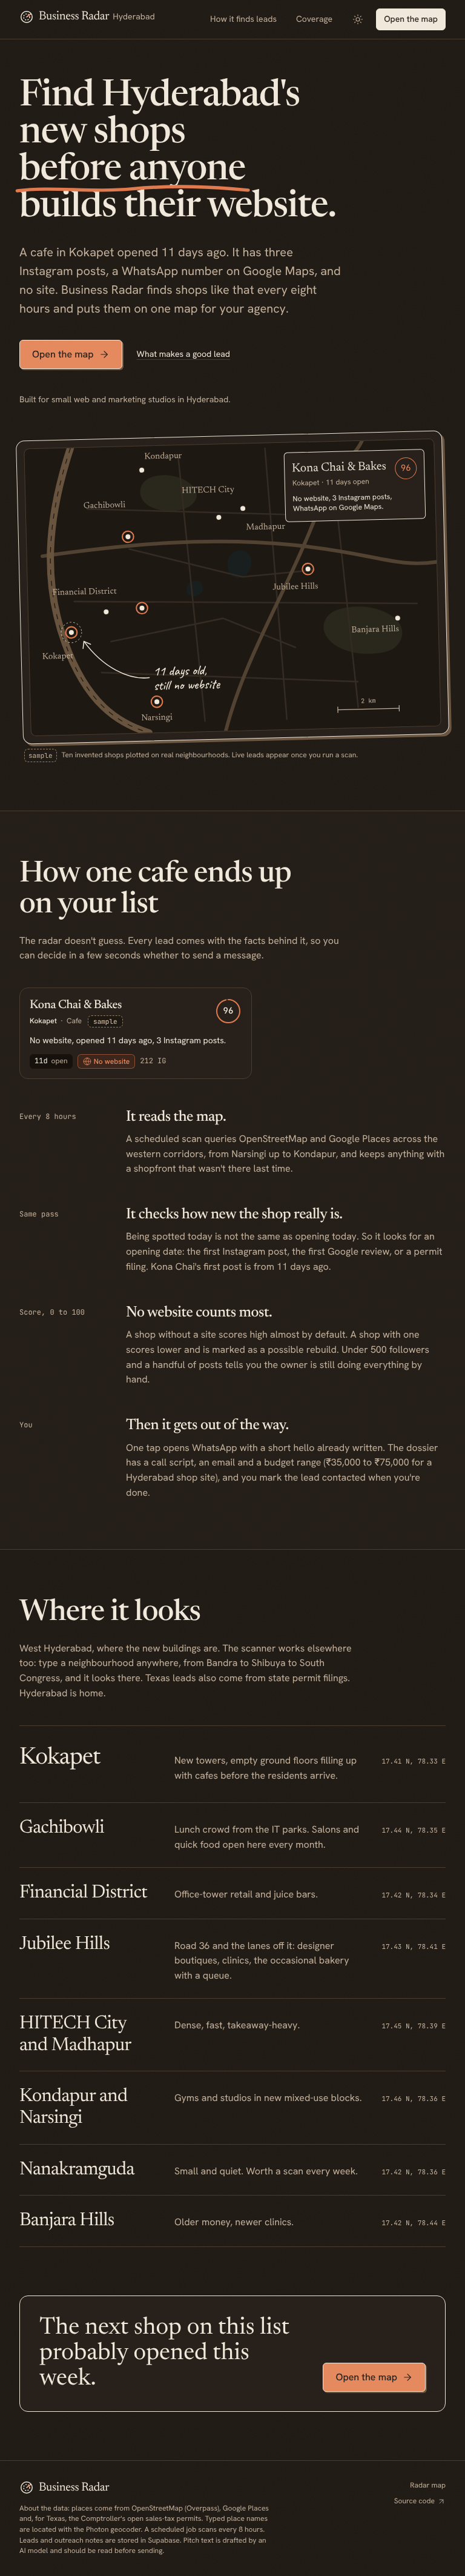 Business Radar Hyderabad
How it finds leads
Coverage
Open the map
Find Hyderabad's
new shops
before anyone
builds their website.
A cafe in Kokapet opened 11 days ago. It has three
Instagram posts, a WhatsApp number on Google Maps, and
no site. Business Radar finds shops like that every eight
hours and puts them on one map for your agency.
Open the map
What makes a good lead
Built for small web and marketing studios in Hyderabad.
Kondapur
Kona Chai & Bakes
96
Kokapet · 11 days open
No website, 3 Instagram posts,
WhatsApp on Google Maps.
HITECH City
Gachibowli
Madhapur
Jubilee Hills
Financial District
Banjara Hills
Kokapet
11 days old,
still no website
2 km
Narsingi
sample
Ten invented shops plotted on real neighbourhoods. Live leads appear once you run a scan.
How one cafe ends up
on your list
The radar doesn't guess. Every lead comes with the facts behind it, so you
can decide in a few seconds whether to send a message.
Kona Chai & Bakes
96
Kokapet · Cafe sample
No website, opened 11 days ago, 3 Instagram posts.
11d open
No website
212 IG
Every 8 hours
It reads the map.
A scheduled scan queries OpenStreetMap and Google Places across the
western corridors, from Narsingi up to Kondapur, and keeps anything with
a shopfront that wasn't there last time.
Same pass
It checks how new the shop really is.
Being spotted today is not the same as opening today. So it looks for an
opening date: the first Instagram post, the first Google review, or a permit
filing. Kona Chai's first post is from 11 days ago.
Score, 0 to 100
No website counts most.
A shop without a site scores high almost by default. A shop with one
scores lower and is marked as a possible rebuild. Under 500 followers
and a handful of posts tells you the owner is still doing everything by
hand.
You
Then it gets out of the way.
One tap opens WhatsApp with a short hello already written. The dossier
has a call script, an email and a budget range (₹35,000 to ₹75,000 for a
Hyderabad shop site), and you mark the lead contacted when you're
done.
Where it looks
West Hyderabad, where the new buildings are. The scanner works elsewhere
too: type a neighbourhood anywhere, from Bandra to Shibuya to South
Congress, and it looks there. Texas leads also come from state permit filings.
Hyderabad is home.
Kokapet
New towers, empty ground floors filling up
with cafes before the residents arrive.
17.41 N, 78.33 E
Gachibowli
Lunch crowd from the IT parks. Salons and
quick food open here every month.
17.44 N, 78.35 E
Financial District
Office-tower retail and juice bars.
17.42 N, 78.34 E
Jubilee Hills
Road 36 and the lanes off it: designer
boutiques, clinics, the occasional bakery
with a queue.
17.43 N, 78.41 E
HITECH City
and Madhapur
Dense, fast, takeaway-heavy.
17.45 N, 78.39 E
Kondapur and
Narsingi
Gyms and studios in new mixed-use blocks.
17.46 N, 78.36 E
Nanakramguda
Small and quiet. Worth a scan every week.
17.42 N, 78.36 E
Banjara Hills
Older money, newer clinics.
17.42 N, 78.44 E
The next shop on this list
probably opened this
week.
Open the map
Business Radar
About the data: places come from OpenStreetMap (Overpass), Google Places
and, for Texas, the Comptroller's open sales-tax permits. Typed names
are located with the Photon geocoder. A scheduled job scans every 8 hours.
Leads and outreach notes are stored in Supabase. Pitch text is drafted by an
AI model and should be read before sending.
Radar map
Source code